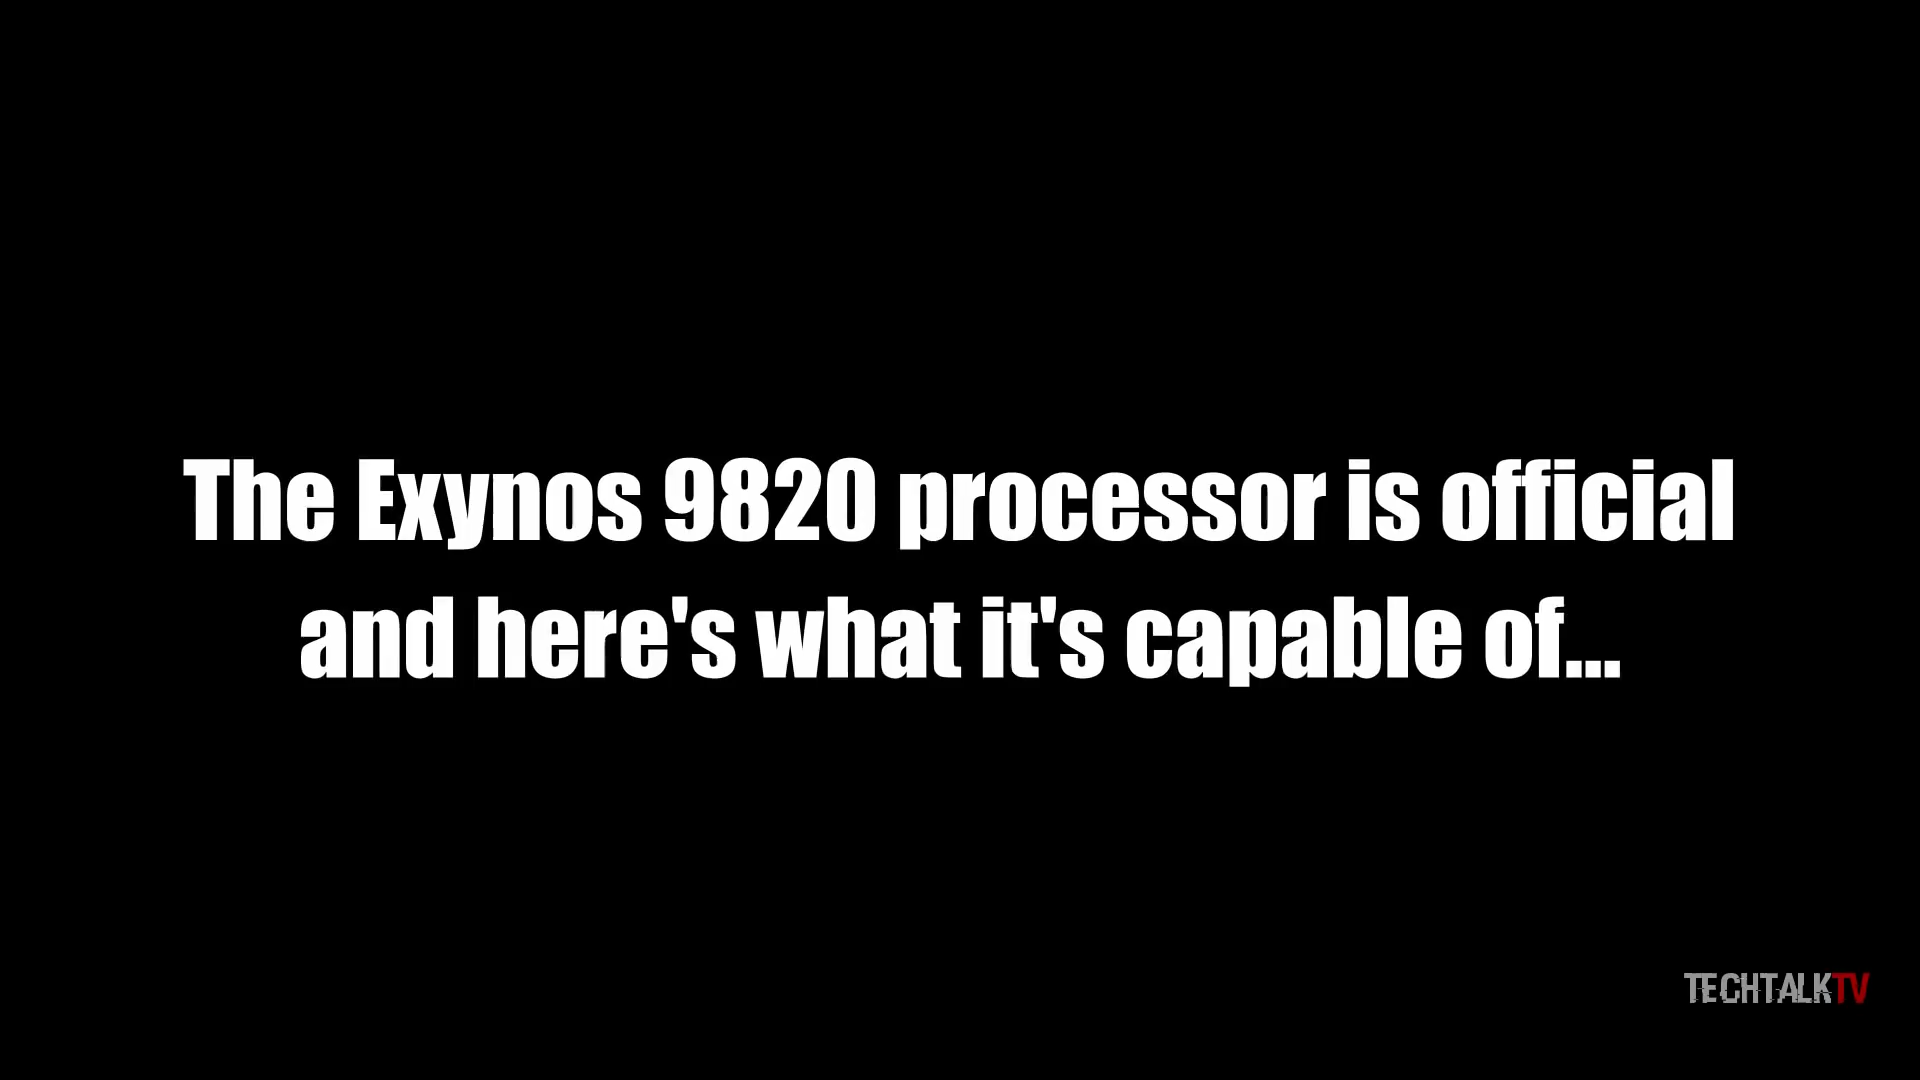 The Exynos 9820 processor is official
and here's what it's capable of...
TECHTALKTV